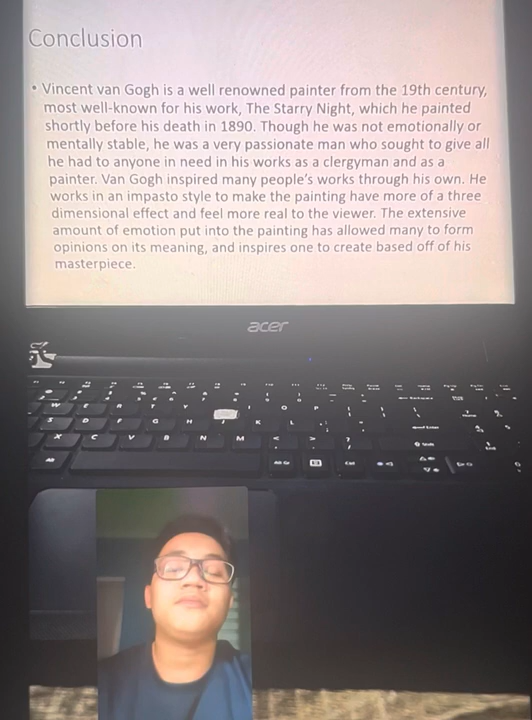 Conclusion
• Vincent van Gogh is a well renowned painter from the 19th century,
most well-known for his work, The Starry Night, which he painted
shortly before his death in 1890. Though he was not emotionally or
mentally stable, he was a very passionate man who sought to give all
he had to anyone in need in his works as a clergyman and as a
painter. Van Gogh inspired many people's works through his own. He
works in an impasto style to make the painting have more of a three
dimensional effect and feel more real to the viewer. The extensive
amount of emotion put into the painting has allowed many to form
opinions on its meaning, and inspires one to create based off of his
masterpiece.
acer
W E R T Y O P
S D F G H J K L
X C V B N M < > ?
Alt Alt Gr Ctrl